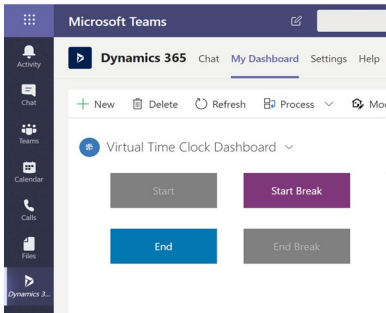 Microsoft Teams
Activity
Chat
Teams
Calendar
Calls
Files
Dynamics 3...
Dynamics 365 Chat My Dashboard Settings Help
New Delete Refresh Process
Virtual Time Clock Dashboard
Start Start Break
End End Break